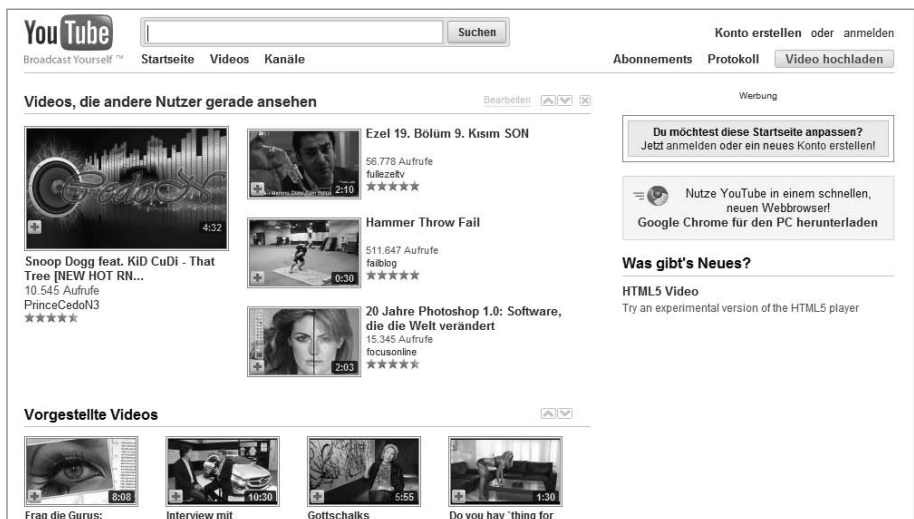 YouTube
Suchen
Konto erstellen oder anmelden
Broadcast Yourself ™
Startseite Videos Kanäle
Abonnements Protokoll Video hochladen
Videos, die andere Nutzer gerade ansehen
Bearbeiten
CedoN
4:32
Snoop Dogg feat. KiD CuDi - That
Tree [NEW HOT RN...
10.545 Aufrufe
PrinceCedoN3
2:10
Ezel 19. Bölüm 9. Kısım SON
56.778 Aufrufe
fullezeltv
0:30
Hammer Throw Fail
511.647 Aufrufe
failblog
2:03
20 Jahre Photoshop 1.0: Software,
die die Welt verändert
15.345 Aufrufe
focusonline
Werbung
Du möchtest diese Startseite anpassen?
Jetzt anmelden oder ein neues Konto erstellen!
Nutze YouTube in einem schnellen,
neuen Webbrowser!
Google Chrome für den PC herunterladen
Was gibt's Neues?
HTML5 Video
Try an experimental version of the HTML5 player
Vorgestellte Videos
8:08
10:30
5:55
1:30
Frag die Gurus:
Interview mit
Gottschalks
Do you hav `thing for